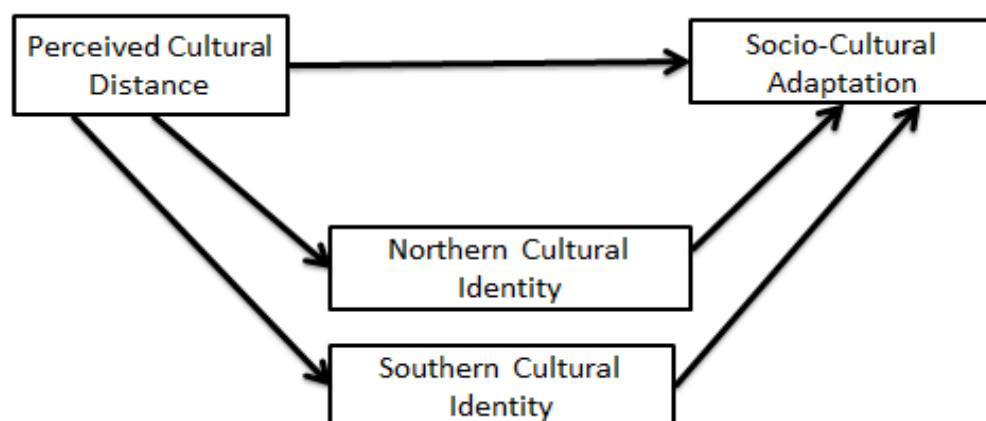 Perceived Cultural
Distance
Socio-Cultural
Adaptation
Northern Cultural
Identity
Southern Cultural
Identity